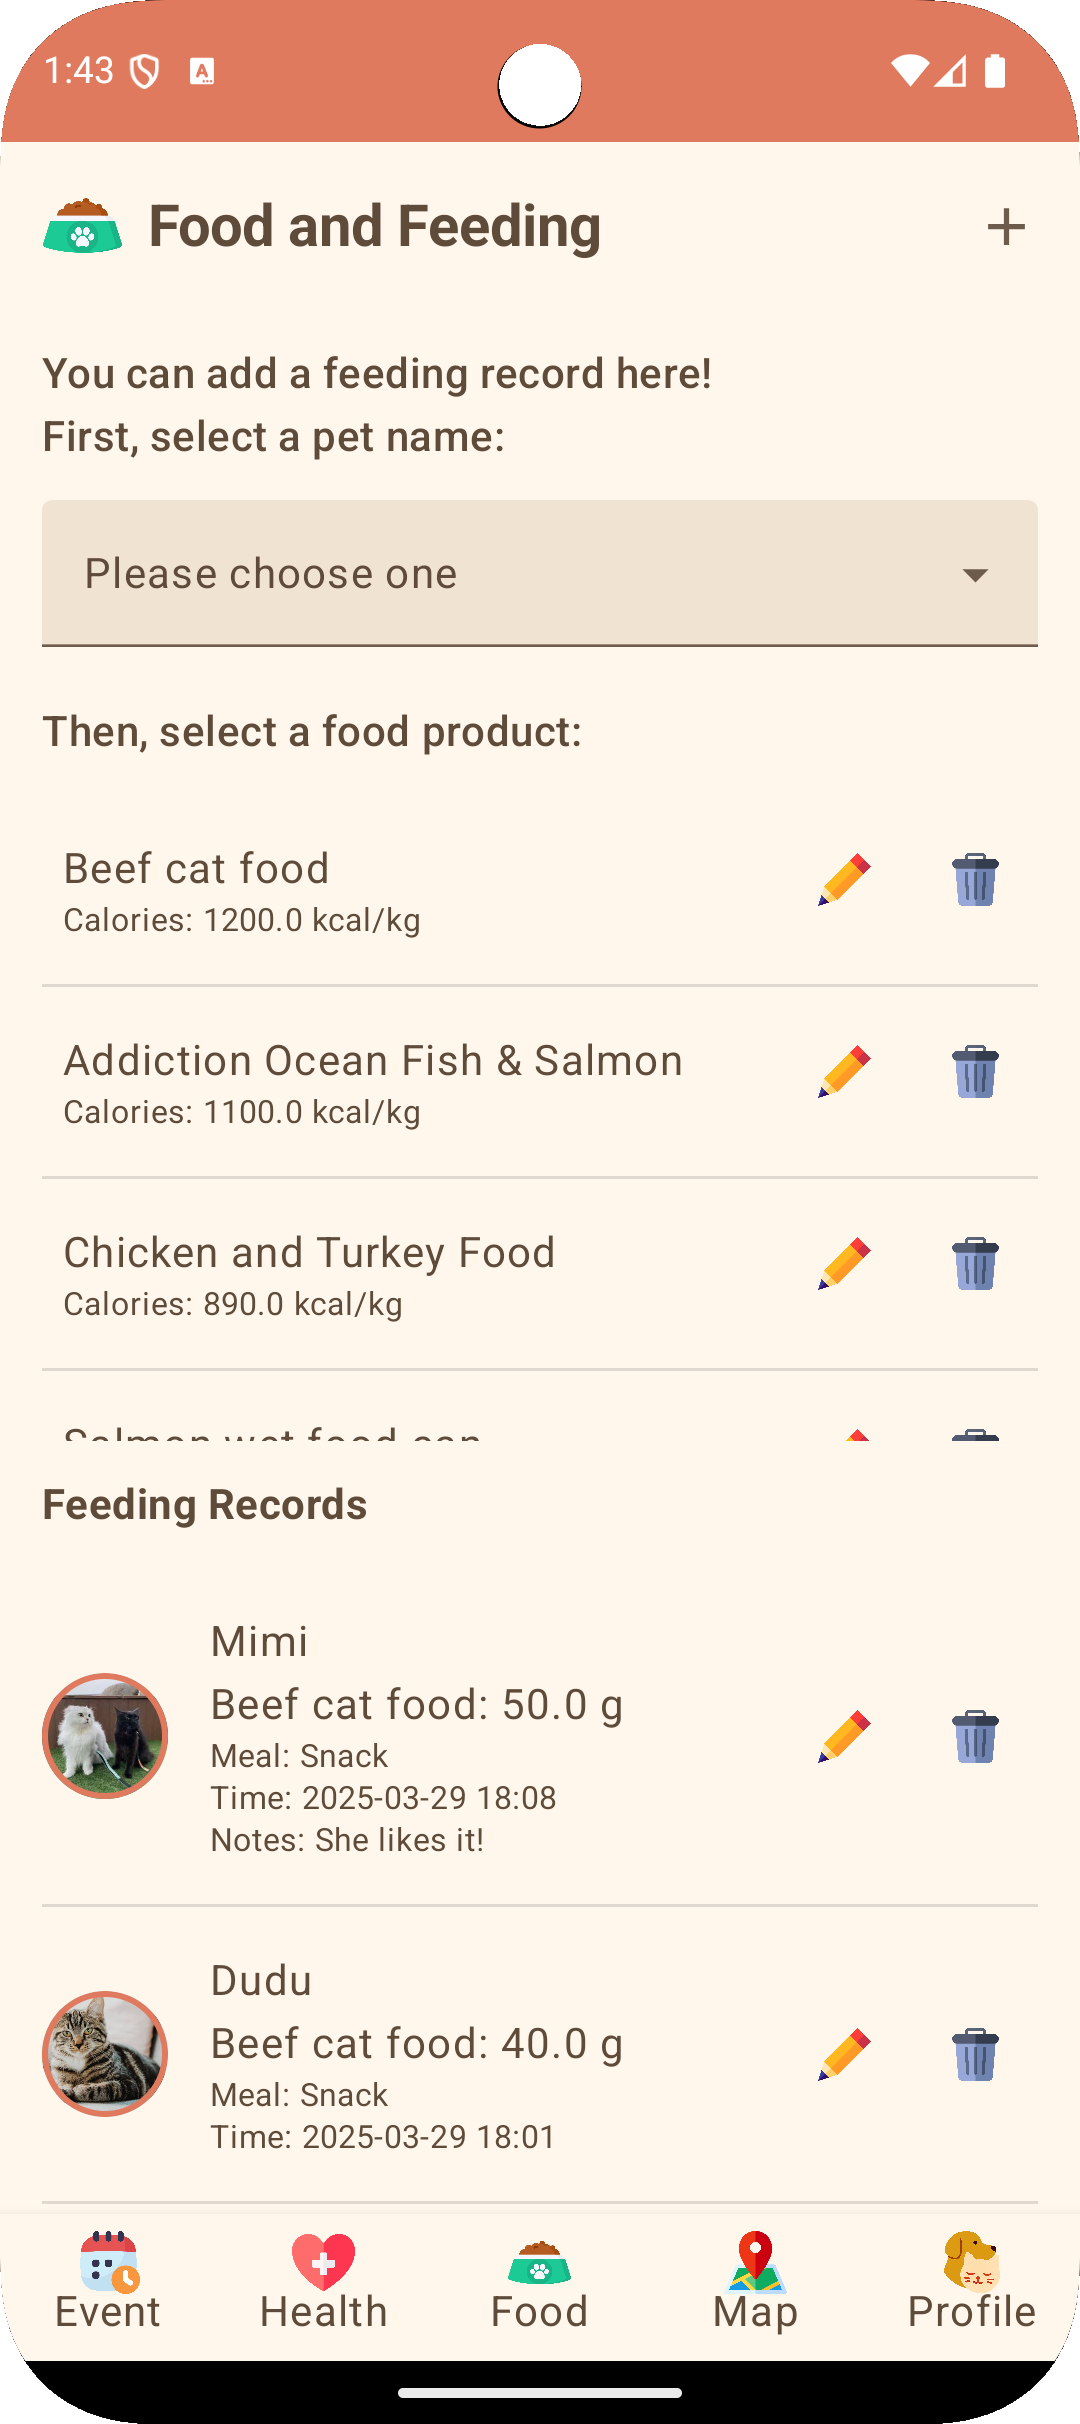 1:43
Food and Feeding
You can add a feeding record here!
First, select a pet name:
Please choose one
Then, select a food product:
Beef cat food
Calories: 1200.0 kcal/kg
Addiction Ocean Fish & Salmon
Calories: 1100.0 kcal/kg
Chicken and Turkey Food
Calories: 890.0 kcal/kg
Salmon wet food can
Feeding Records
Mimi
Beef cat food: 50.0 g
Meal: Snack
Time: 2025-03-29 18:08
Notes: She likes it!
Dudu
Beef cat food: 40.0 g
Meal: Snack
Time: 2025-03-29 18:01
Event
Health
Food
Map
Profile